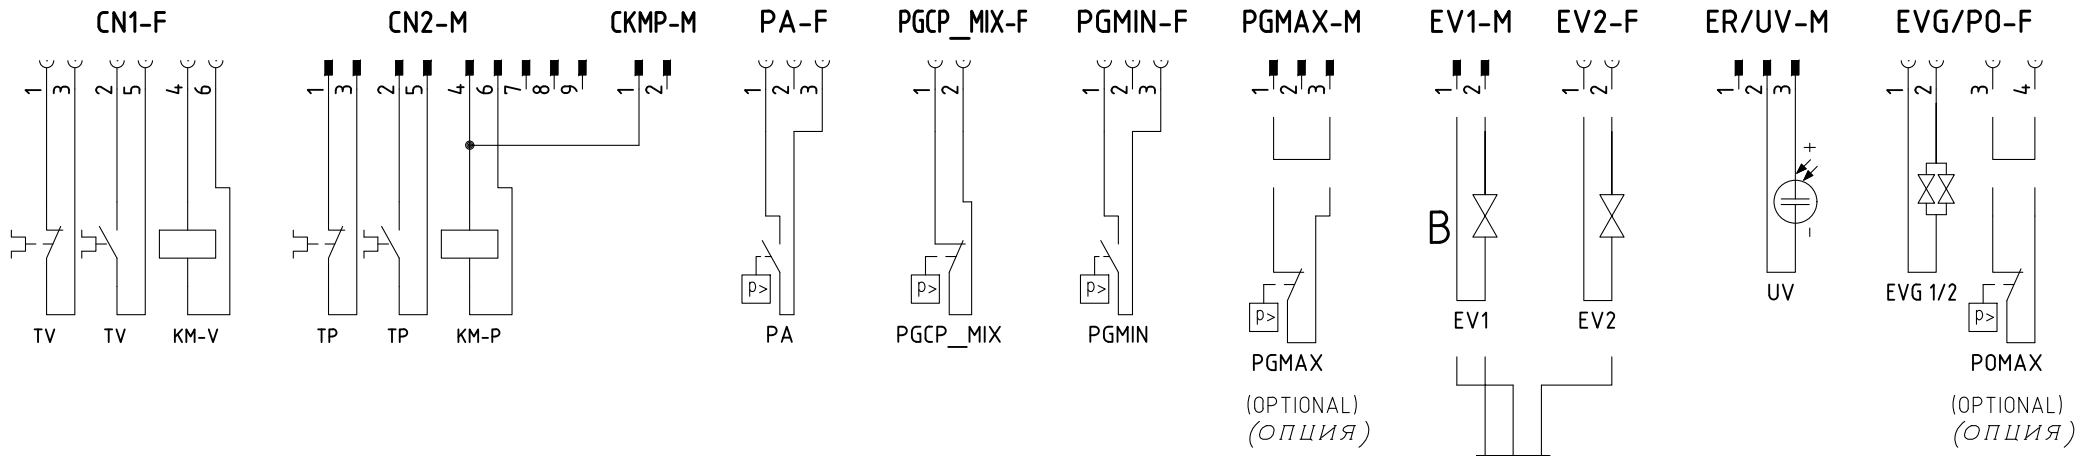 CN1-F CN2-M CKMP-M PA-F PGCP_MIX-F PGMIN-F PGMAX-M EV1-M EV2-F ER/UV-M EVG/PO-F
1 3 2 5 4 6 1 3 2 5 4 6 7 8 9 1 2 1 2 3 1 2 1 2 3 1 2 3 1 2 1 2 1 2 3 1 2 3 4
+
B
-
p> p> p>
UV EVG 1/2
p> p>
EV1 EV2
TV TV KM-V TP TP KM-P PA PGCP_MIX PGMIN
PGMAX POMAX
(OPTIONAL) (OPTIONAL)
(ОПЦИЯ) (ОПЦИЯ)